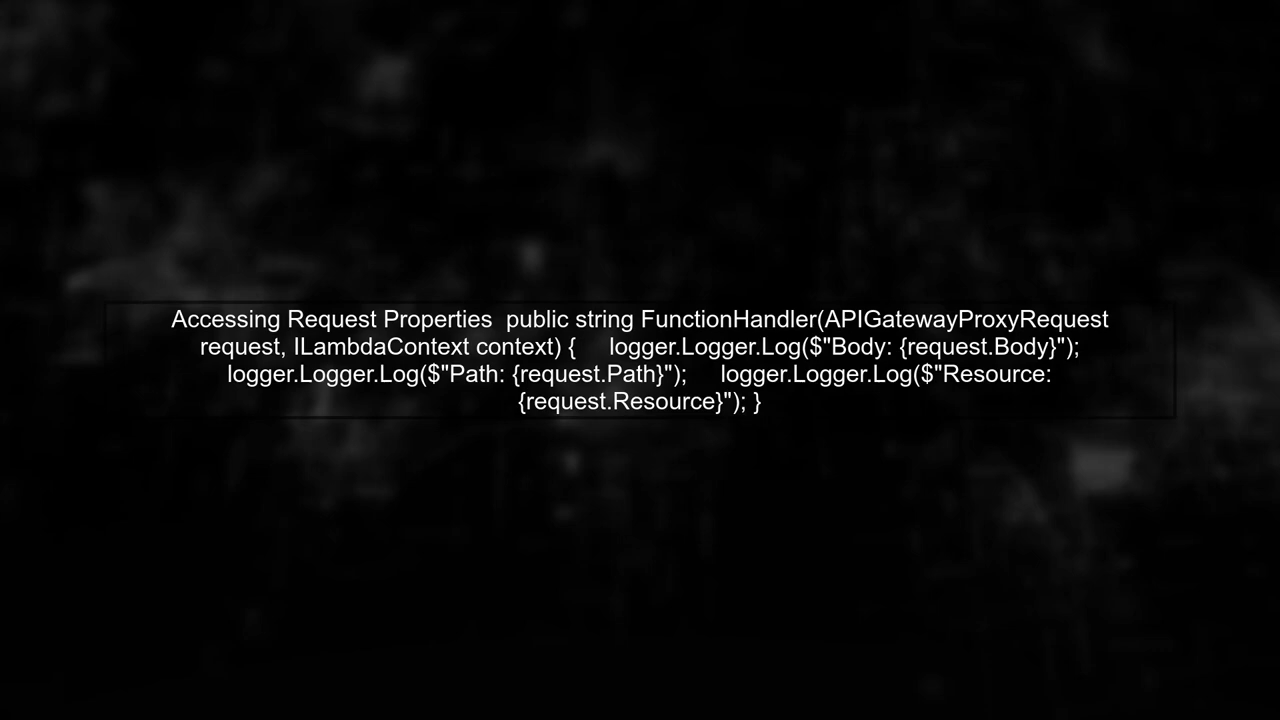 Accessing Request Properties  public string FunctionHandler(APIGatewayProxyRequest
request, ILambdaContext context) {     logger.Logger.Log($"Body: {request.Body}");
logger.Logger.Log($"Path: {request.Path}");     logger.Logger.Log($"Resource:
{request.Resource}"); }